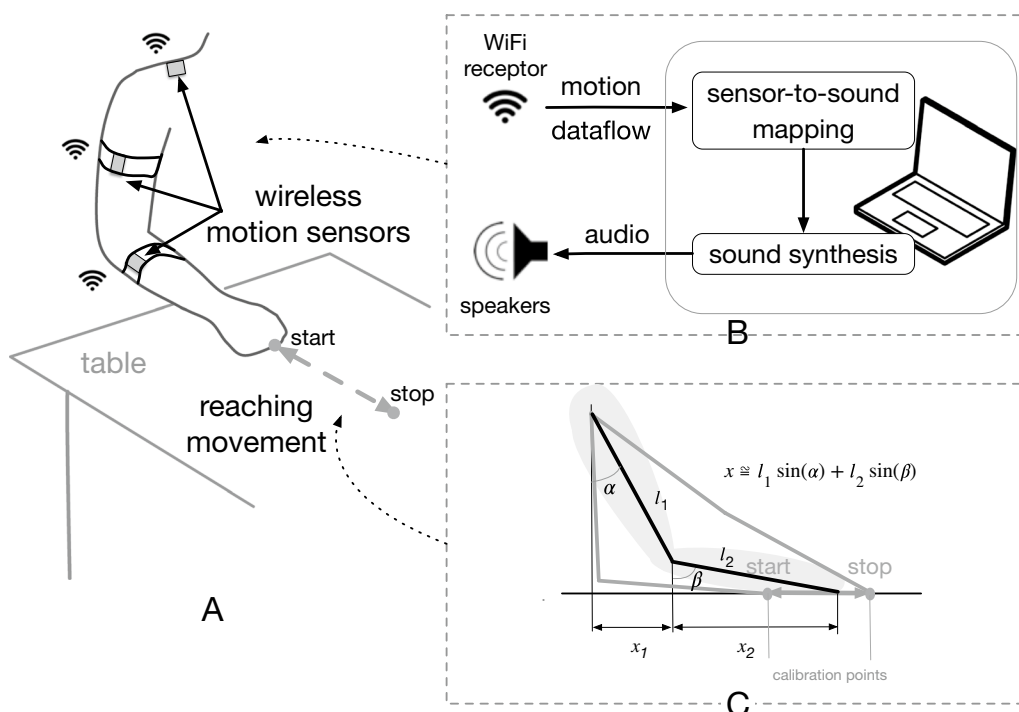 wireless
motion sensors
start
table
stop
reaching
movement
A
WiFi
receptor
motion
dataflow
sensor-to-sound
mapping
audio
sound synthesis
speakers
B
x ≅ l₁ sin(α) + l₂ sin(β)
α
l₁
l₂
β
start
stop
x₁
x₂
calibration points
C